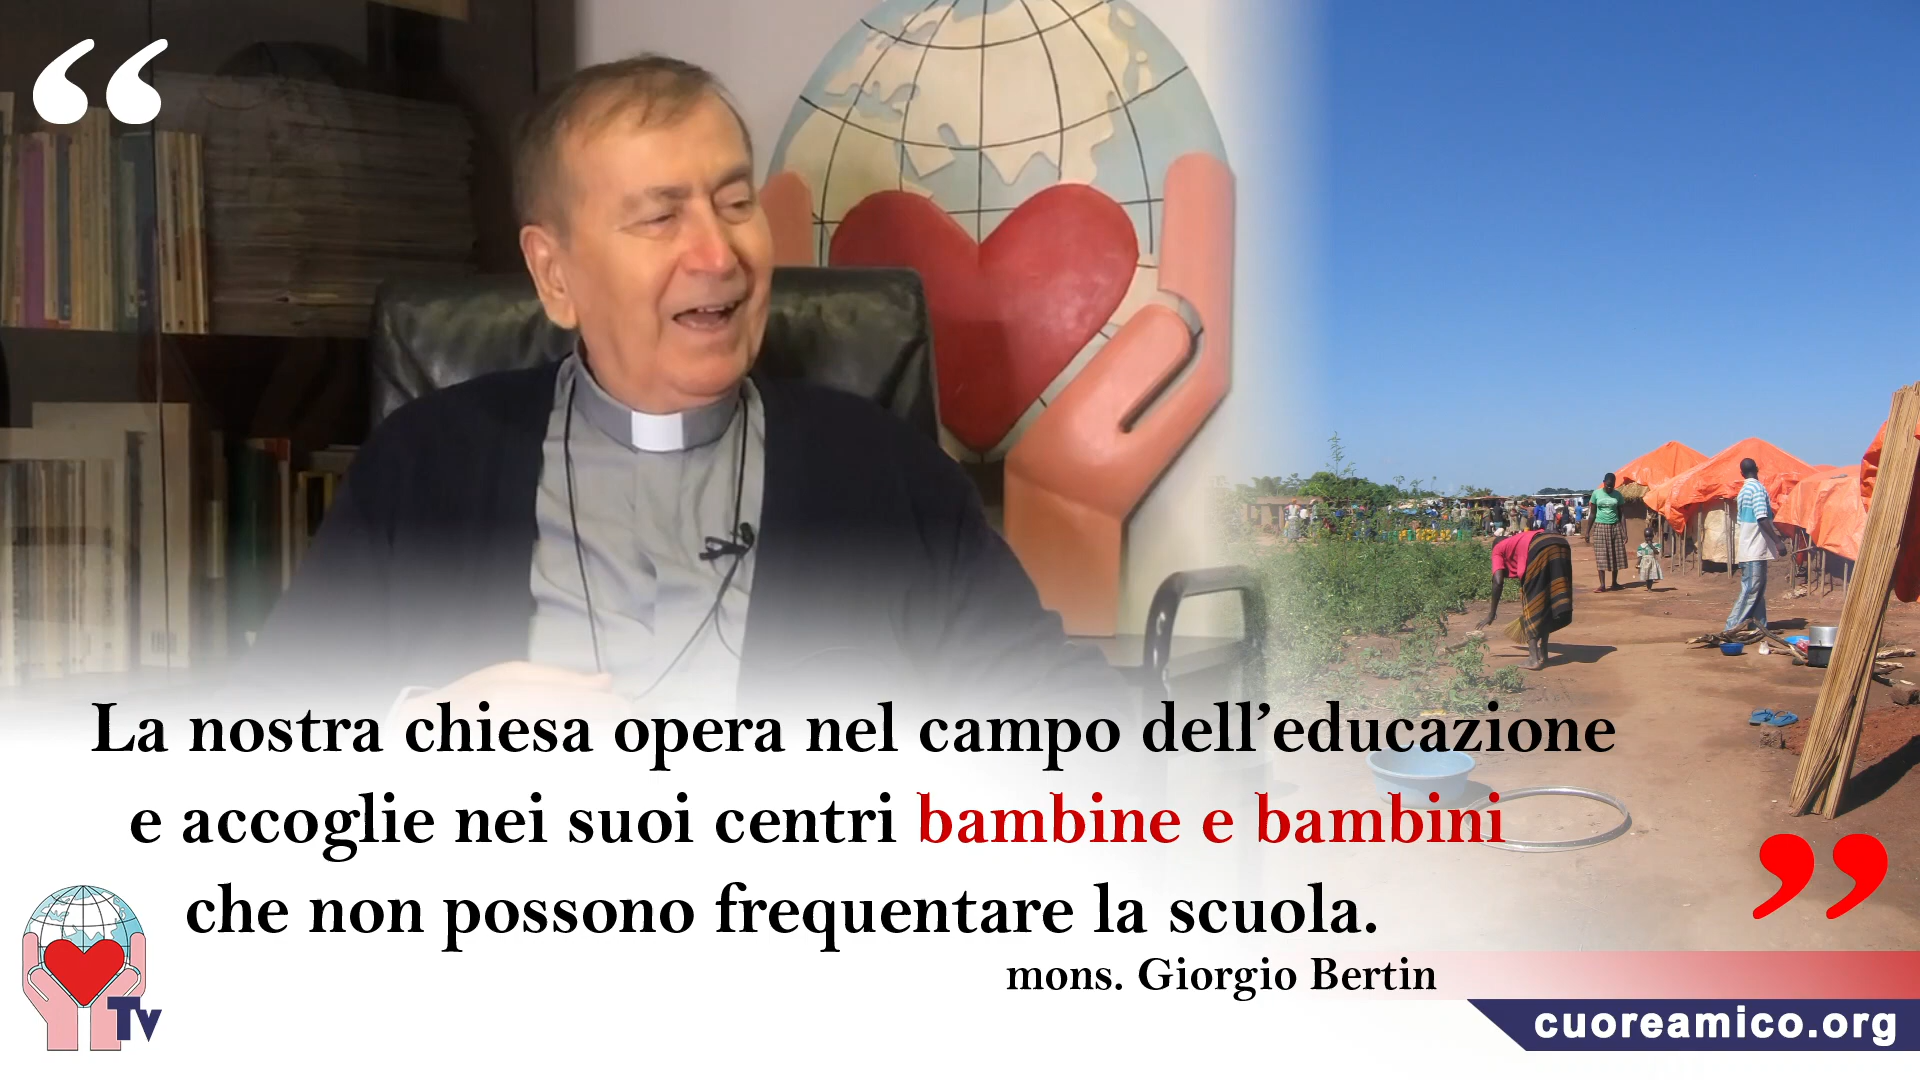 “
La nostra chiesa opera nel campo dell’educazione
e accoglie nei suoi centri bambine e bambini
che non possono frequentare la scuola.
”
mons. Giorgio Bertin
Tv
cuoreamico.org